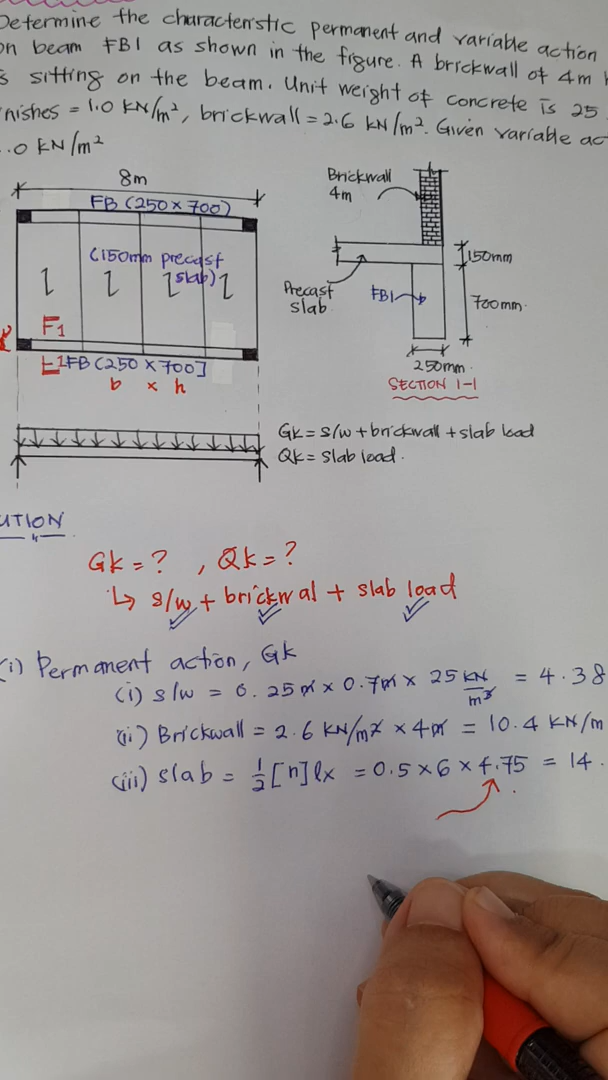 Determine the characteristic permanent and variable action
on beam FB1 as shown in the figure. A brickwall of 4m
s sitting on the beam. Unit weight of concrete is 25
nishes = 1.0 kN/m², brickwall = 2.6 kN/m². Given variable ac
.0 kN/m²
8m
FB (250 x 700)
(150mm precast
slab)
F1
FB (250 x 700]
b x h
Brickwall
4m
Precast
slab.
FB1
150mm
700mm.
250mm.
SECTION 1-1
Gk = s/w + brickwall + slab load
Qk = slab load.
UTION
Gk = ? , Qk = ?
↳ s/w + brickwal + slab load
(i) Permanent action, Gk
(i) s/w = 0.25m x 0.7m x 25 kN/m³ = 4.38
(ii) Brickwall = 2.6 kN/m² x 4m = 10.4 kN/m
(iii) slab = 1/2 [n] lx = 0.5 x 6 x 4.75 = 14.